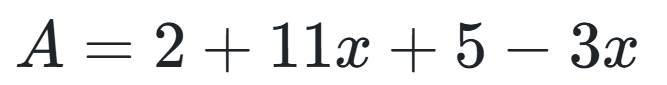 A = 2 + 11x + 5 − 3x